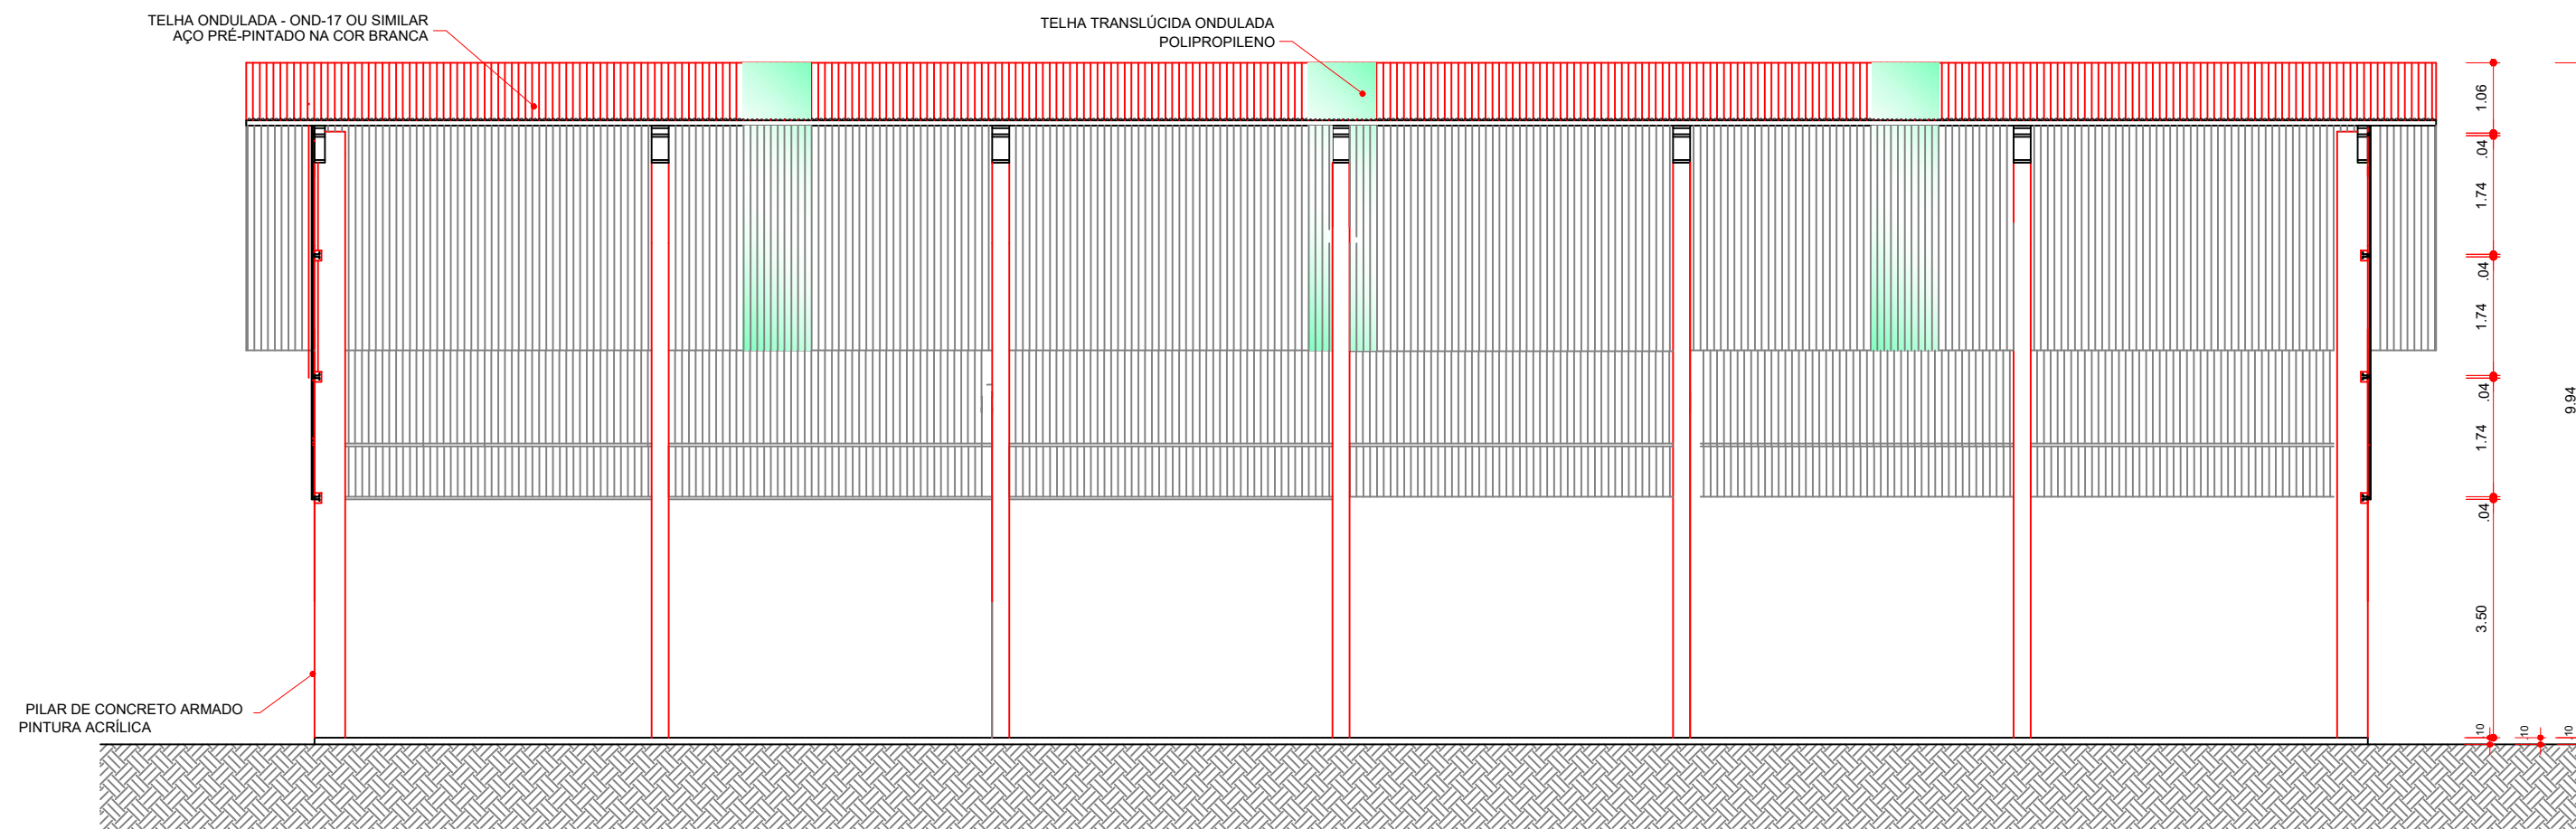 TELHA ONDULADA - OND-17 OU SIMILAR
AÇO PRÉ-PINTADO NA COR BRANCA
TELHA TRANSLÚCIDA ONDULADA
POLIPROPILENO
PILAR DE CONCRETO ARMADO
PINTURA ACRÍLICA
1.06
.04
1.74
.04
1.74
.04
1.74
.04
3.50
.10
.10
.10
9.94